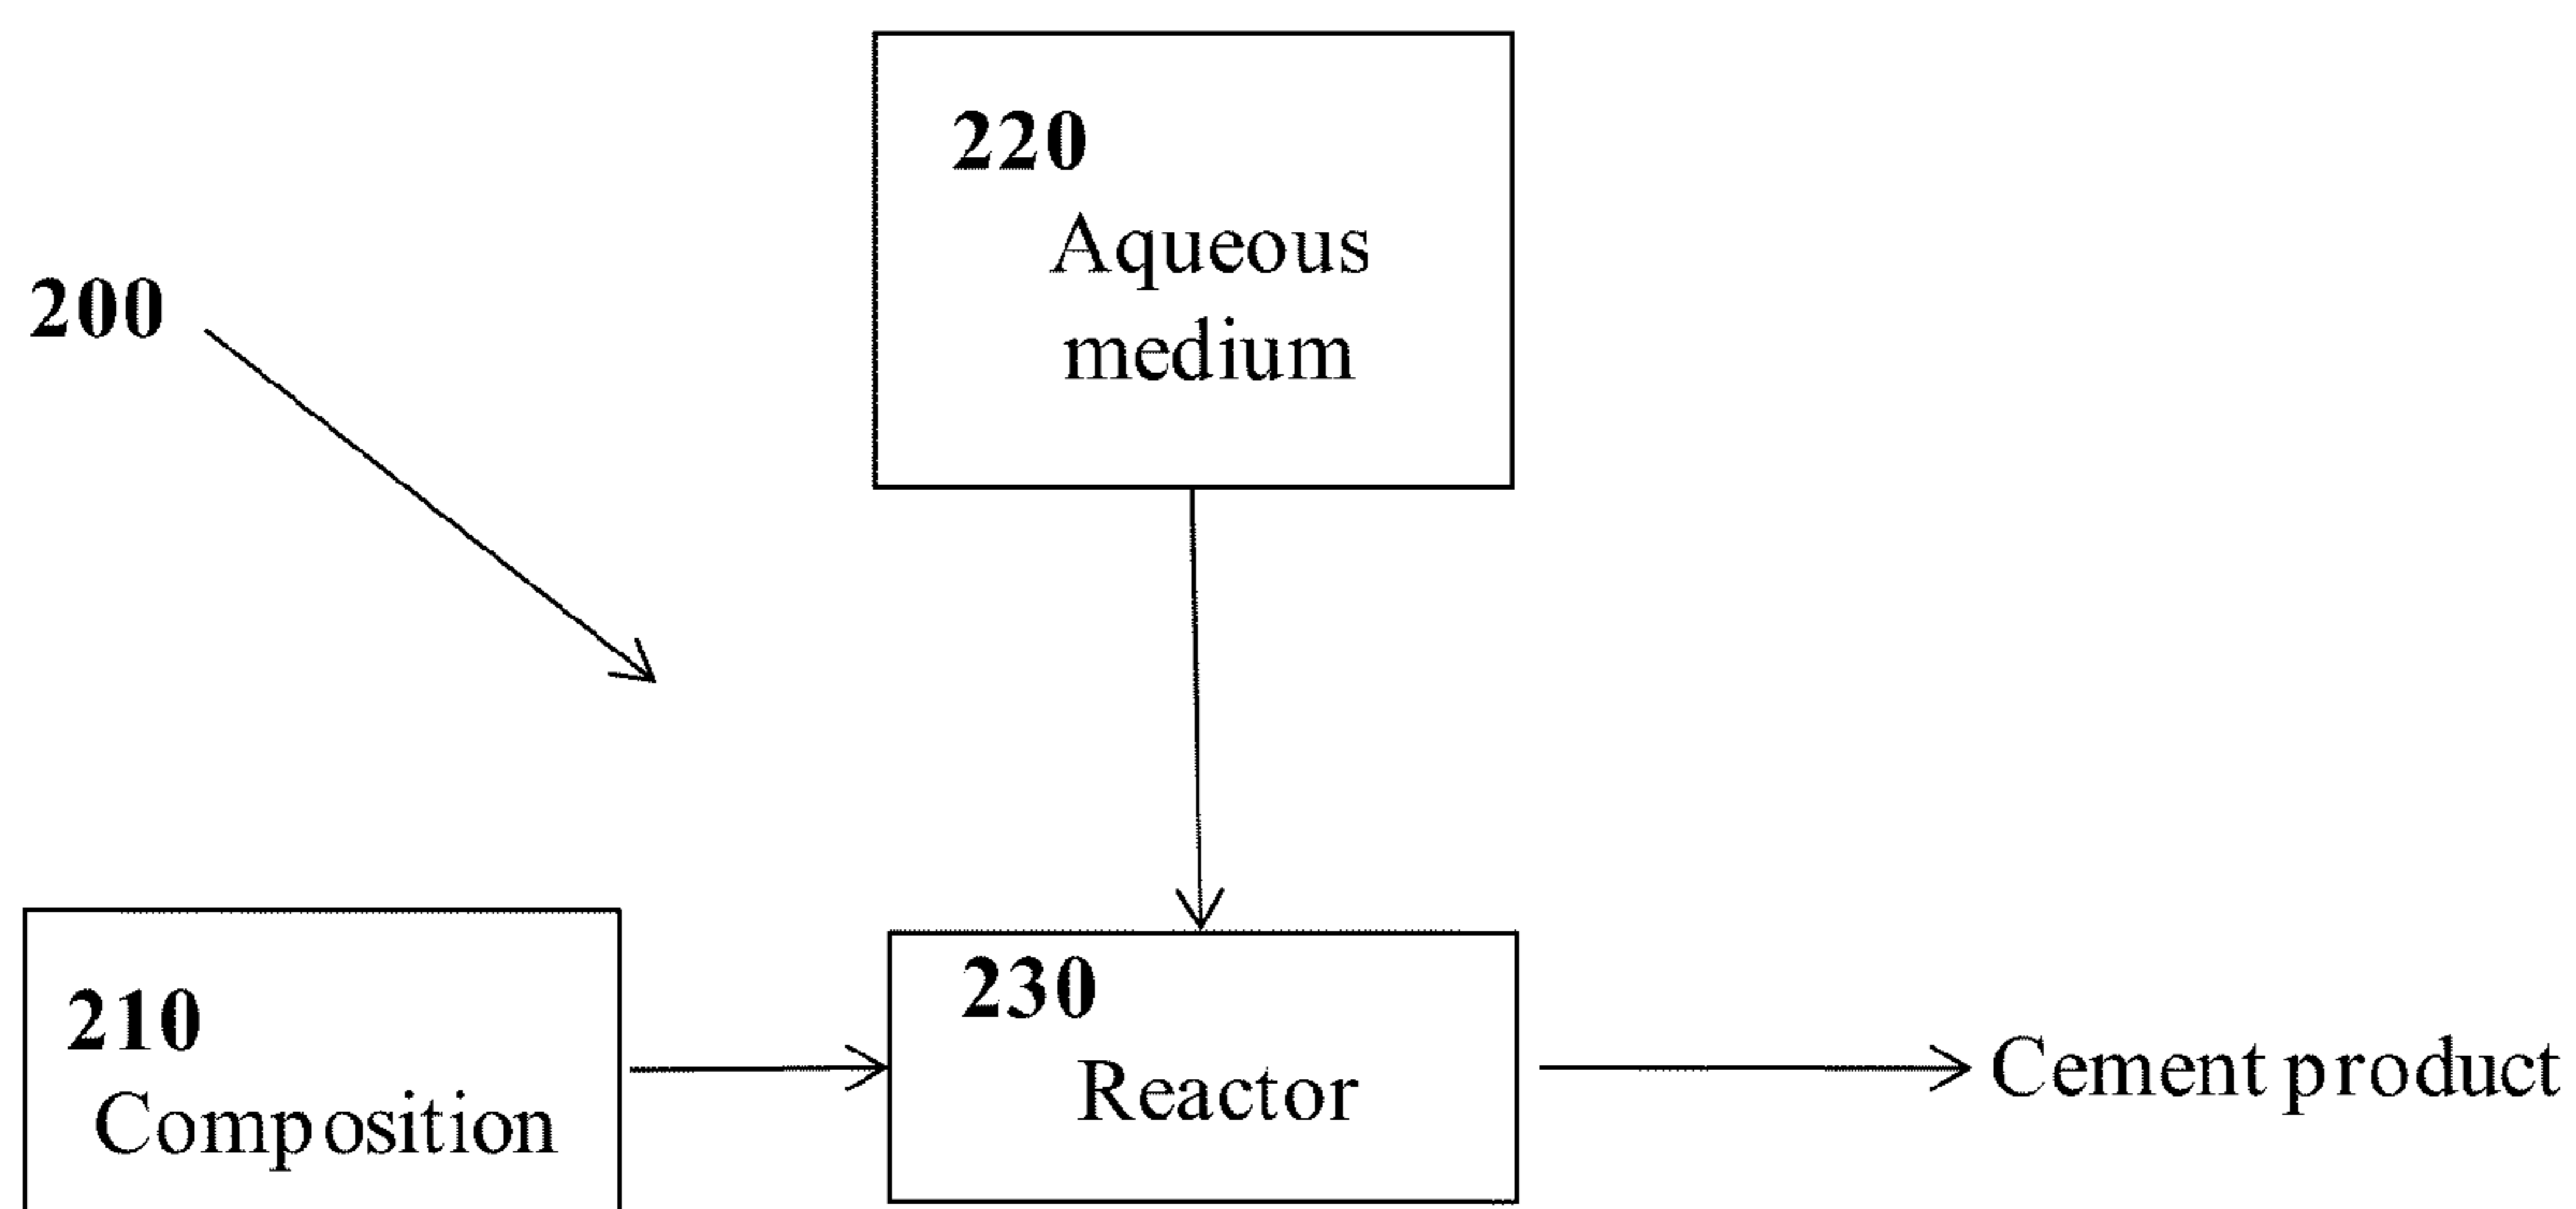 220
Aqueous
medium
200
210
Composition
230
Reactor
Cement product